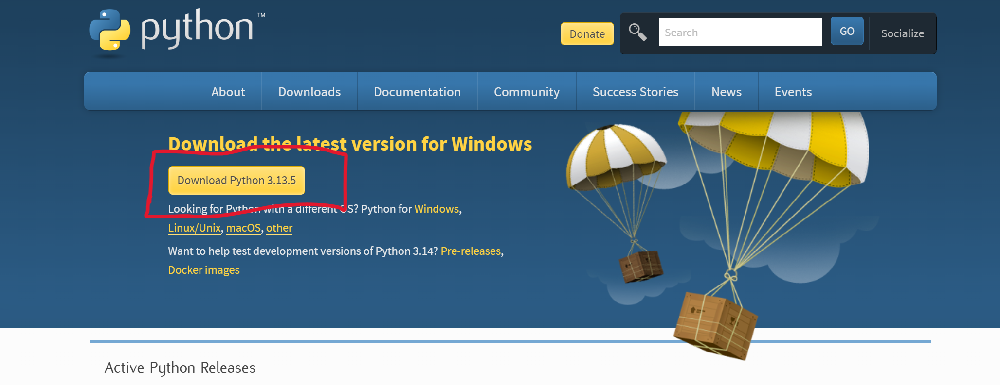 python™
Donate
Search
GO
Socialize
About
Downloads
Documentation
Community
Success Stories
News
Events
Download the latest version for Windows
Download Python 3.13.5
Looking for Python with a different OS? Python for Windows,
Linux/Unix, macOS, other
Want to help test development versions of Python 3.14? Pre-releases,
Docker images
Active Python Releases